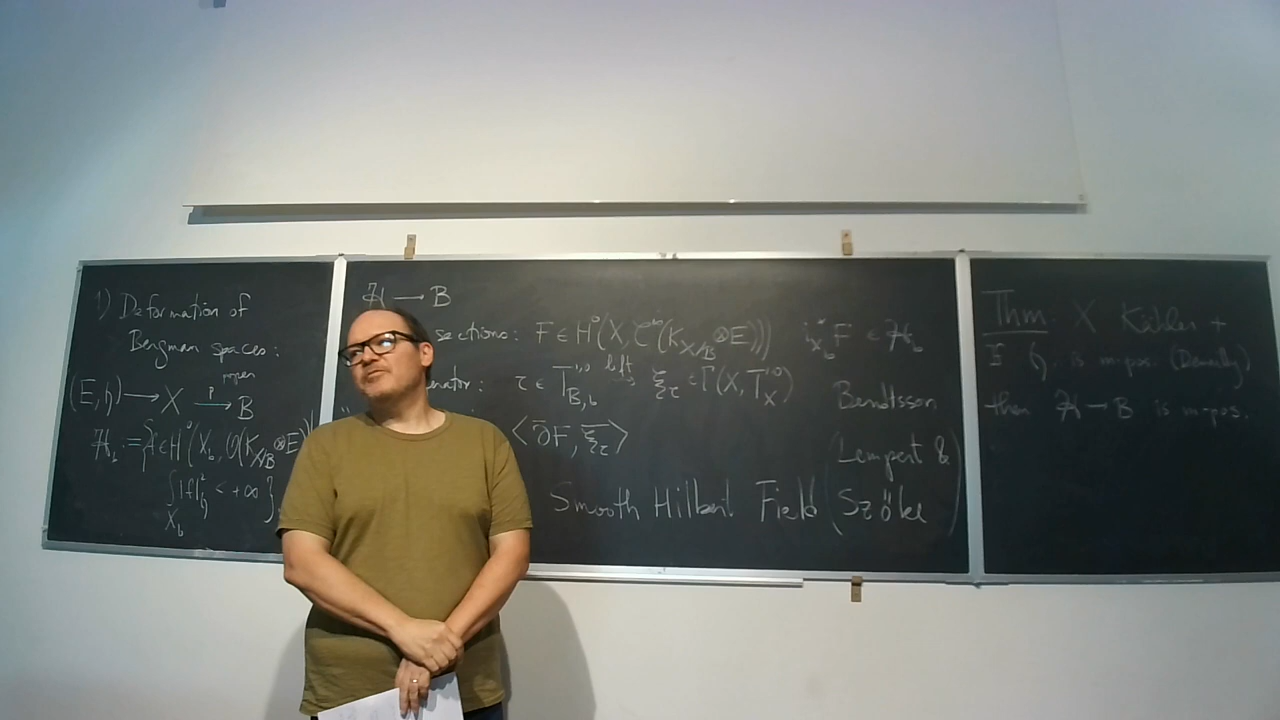 1) Deformation of
Bergman spaces:
proper
(E, h) → X →^p B
ℋ_b := {f ∈ H⁰(X_b, O(K_{X/B} ⊗ E))
∫_{X_b} |f|²_h < +∞ }
ℋ → B
sections: F ∈ H⁰(X, C^∞(K_{X/B} ⊗ E))) i*_{X_b} F ∈ ℋ_b
τ ∈ T^{1,0}_{B,b} lift ξ_τ ∈ Γ(X, T^{1,0}_X)
⟨∂̄F, ξ̄_τ⟩
Berndtsson
(Lempert &
Szőke)
Smooth Hilbert Field
Thm: X Kähler +
If h is m-pos. (Demailly)
then ℋ → B is m-pos.